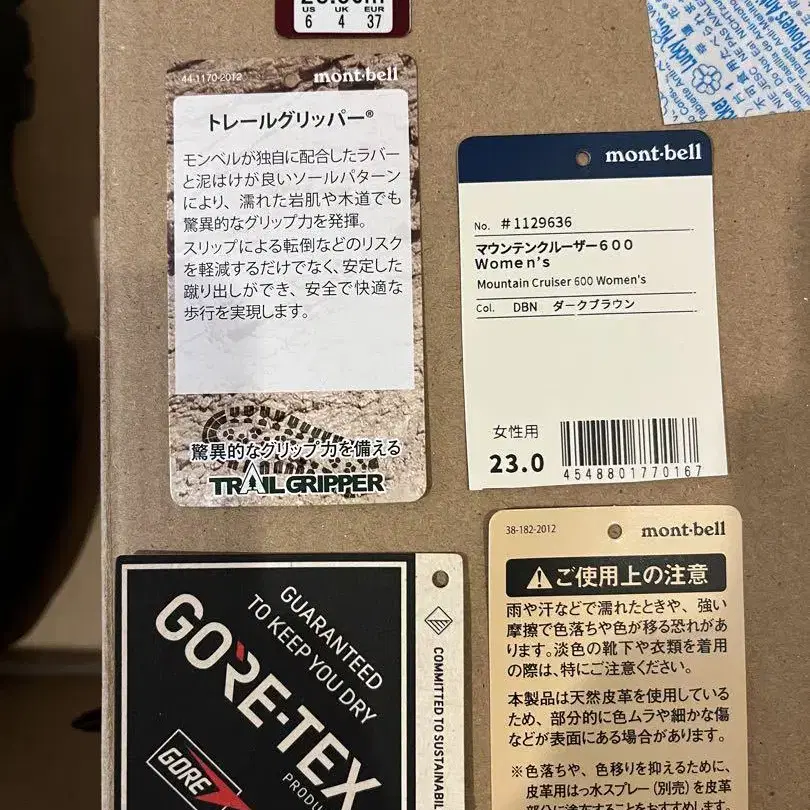 US UK EUR
6 4 37
44-1170-2012 mont-bell
トレールグリッパー®
モンベルが独自に配合したラバー
と泥はけが良いソールパターン
により、濡れた岩肌や木道でも
驚異的なグリップ力を発揮。
スリップによる転倒などのリスク
を軽減するだけでなく、安定した
蹴り出しができ、安全で快適な
歩行を実現します。
驚異的なグリップ力を備える
TRAIL GRIPPER
mont-bell
No. #1129636
マウンテンクルーザー600
Women's
Mountain Cruiser 600 Women's
Col. DBN ダークブラウン
女性用
23.0
4548801770167
GUARANTEED
TO KEEP YOU DRY
GORE-TEX
GORE
COMMITTED TO
38-182-2012 mont-bell
ご使用上の注意
雨や汗などで濡れたときや、強い
摩擦で色落ちや色が移る恐れがあ
ります。淡色の靴下や衣類を着用
の際は、特にご注意ください。
本製品は天然皮革を使用している
ため、部分的に色ムラや細かな傷
などが表面にある場合があります。
※色落ちや、色移りを抑えるために、
皮革用はっ水スプレー(別売)を皮革